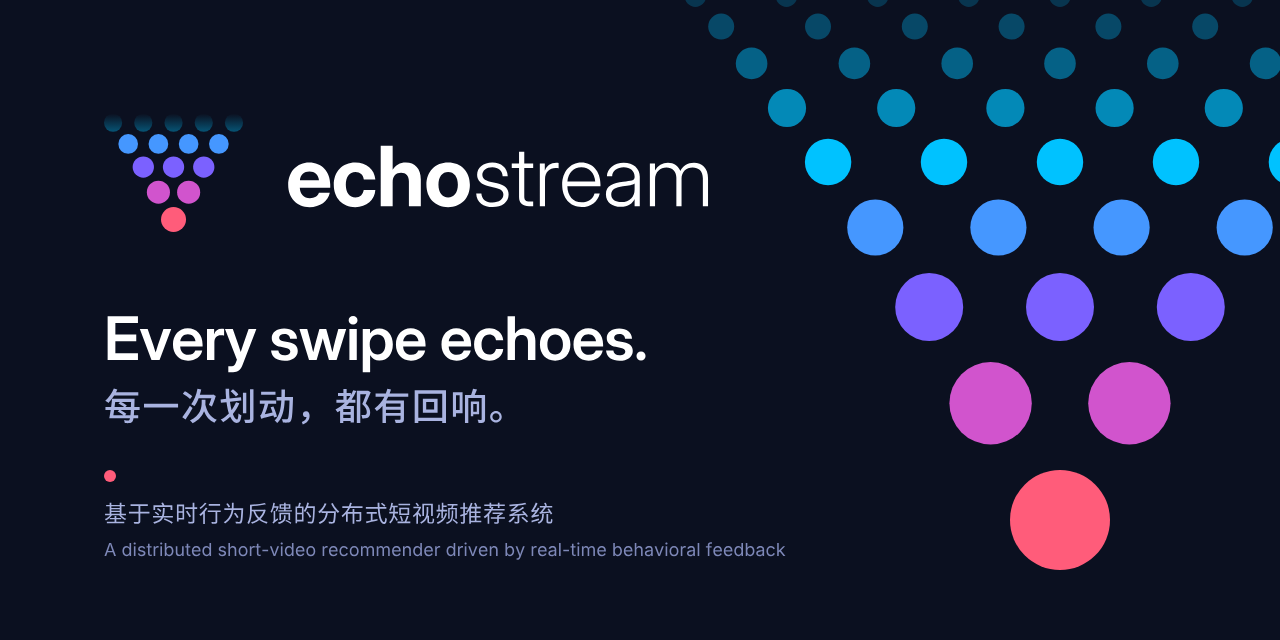 echostream
Every swipe echoes.
每一次划动，都有回响。
基于实时行为反馈的分布式短视频推荐系统
A distributed short-video recommender driven by real-time behavioral feedback